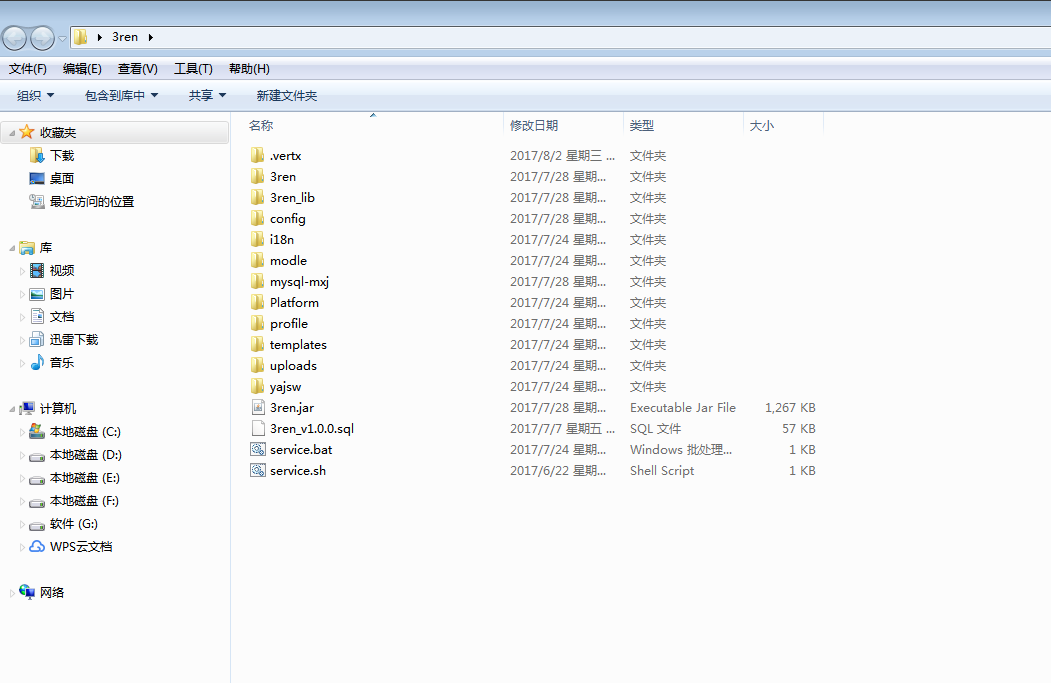 3ren
文件(F) 编辑(E) 查看(V) 工具(T) 帮助(H)
组织 包含到库中 共享 新建文件夹
收藏夹
下载
桌面
最近访问的位置
库
视频
图片
文档
迅雷下载
音乐
计算机
本地磁盘 (C:)
本地磁盘 (D:)
本地磁盘 (E:)
本地磁盘 (F:)
软件 (G:)
WPS云文档
网络
名称 修改日期 类型 大小
.vertx 2017/8/2 星期三 ... 文件夹
3ren 2017/7/28 星期... 文件夹
3ren_lib 2017/7/28 星期... 文件夹
config 2017/7/28 星期... 文件夹
i18n 2017/7/24 星期... 文件夹
modle 2017/7/24 星期... 文件夹
mysql-mxj 2017/7/28 星期... 文件夹
Platform 2017/7/24 星期... 文件夹
profile 2017/7/24 星期... 文件夹
templates 2017/7/24 星期... 文件夹
uploads 2017/7/24 星期... 文件夹
yajsw 2017/7/24 星期... 文件夹
3ren.jar 2017/7/28 星期... Executable Jar File 1,267 KB
3ren_v1.0.0.sql 2017/7/7 星期五 ... SQL 文件 57 KB
service.bat 2017/7/24 星期... Windows 批处理... 1 KB
service.sh 2017/6/22 星期... Shell Script 1 KB